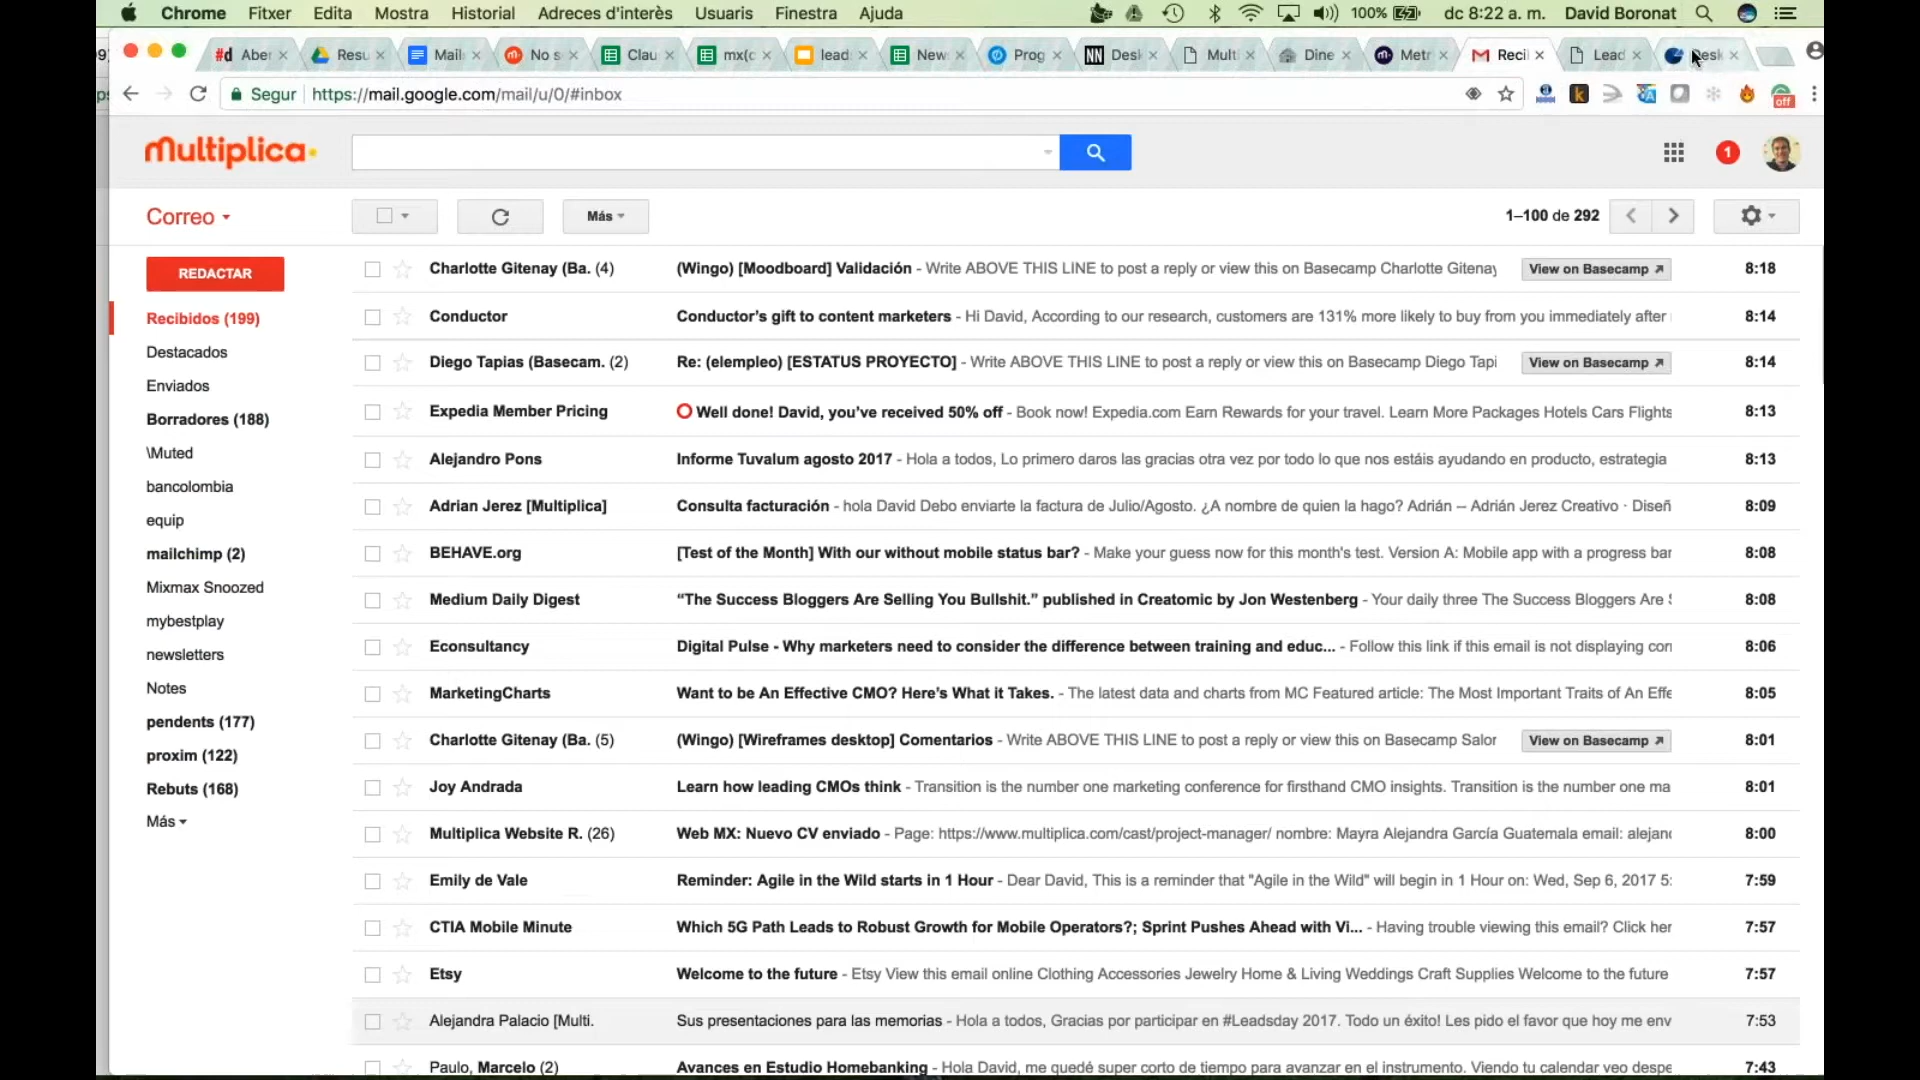 Chrome Fitxer Edita Mostra Historial Adreces d'interès Usuaris Finestra Ajuda 100% dc 8:22 a. m. David Boronat
#d Aber Resu Mail No s Clau mx(c lead New Prog NN Desk Mult Dine Metr Reci Lead Desk
Segur https://mail.google.com/mail/u/0/#inbox off
multiplica 1
Correo Más 1–100 de 292
REDACTAR
Recibidos (199)
Destacados
Enviados
Borradores (188)
\Muted
bancolombia
equip
mailchimp (2)
Mixmax Snoozed
mybestplay
newsletters
Notes
pendents (177)
proxim (122)
Rebuts (168)
Más
Charlotte Gitenay (Ba. (4) (Wingo) [Moodboard] Validación - Write ABOVE THIS LINE to post a reply or view this on Basecamp Charlotte Gitenay View on Basecamp 8:18
Conductor Conductor's gift to content marketers - Hi David, According to our research, customers are 131% more likely to buy from you immediately after 8:14
Diego Tapias (Basecam. (2) Re: (elempleo) [ESTATUS PROYECTO] - Write ABOVE THIS LINE to post a reply or view this on Basecamp Diego Tapi View on Basecamp 8:14
Expedia Member Pricing Well done! David, you've received 50% off - Book now! Expedia.com Earn Rewards for your travel. Learn More Packages Hotels Cars Flights 8:13
Alejandro Pons Informe Tuvalum agosto 2017 - Hola a todos, Lo primero daros las gracias otra vez por todo lo que nos estáis ayudando en producto, estrategia 8:13
Adrian Jerez [Multiplica] Consulta facturación - hola David Debo enviarte la factura de Julio/Agosto. ¿A nombre de quien la hago? Adrián -- Adrián Jerez Creativo · Diseñ 8:09
BEHAVE.org [Test of the Month] With our without mobile status bar? - Make your guess now for this month's test. Version A: Mobile app with a progress bar 8:08
Medium Daily Digest “The Success Bloggers Are Selling You Bullshit.” published in Creatomic by Jon Westenberg - Your daily three The Success Bloggers Are 8:08
Econsultancy Digital Pulse - Why marketers need to consider the difference between training and educ... - Follow this link if this email is not displaying corr 8:06
MarketingCharts Want to be An Effective CMO? Here's What it Takes. - The latest data and charts from MC Featured article: The Most Important Traits of An Effe 8:05
Charlotte Gitenay (Ba. (5) (Wingo) [Wireframes desktop] Comentarios - Write ABOVE THIS LINE to post a reply or view this on Basecamp Salor View on Basecamp 8:01
Joy Andrada Learn how leading CMOs think - Transition is the number one marketing conference for firsthand CMO insights. Transition is the number one ma 8:01
Multiplica Website R. (26) Web MX: Nuevo CV enviado - Page: https://www.multiplica.com/cast/project-manager/ nombre: Mayra Alejandra García Guatemala email: alejanc 8:00
Emily de Vale Reminder: Agile in the Wild starts in 1 Hour - Dear David, This is a reminder that "Agile in the Wild" will begin in 1 Hour on: Wed, Sep 6, 2017 5: 7:59
CTIA Mobile Minute Which 5G Path Leads to Robust Growth for Mobile Operators?; Sprint Pushes Ahead with Vi... - Having trouble viewing this email? Click her 7:57
Etsy Welcome to the future - Etsy View this email online Clothing Accessories Jewelry Home & Living Weddings Craft Supplies Welcome to the future 7:57
Alejandra Palacio [Multi. Sus presentaciones para las memorias - Hola a todos, Gracias por participar en #Leadsday 2017. Todo un éxito! Les pido el favor que hoy me env 7:53
Paulo, Marcelo (2) Avances en Estudio Homebanking - Hola David, me quedé super corto de tiempo para avanzar en el instrumento. Viendo tu calendar veo despe 7:43